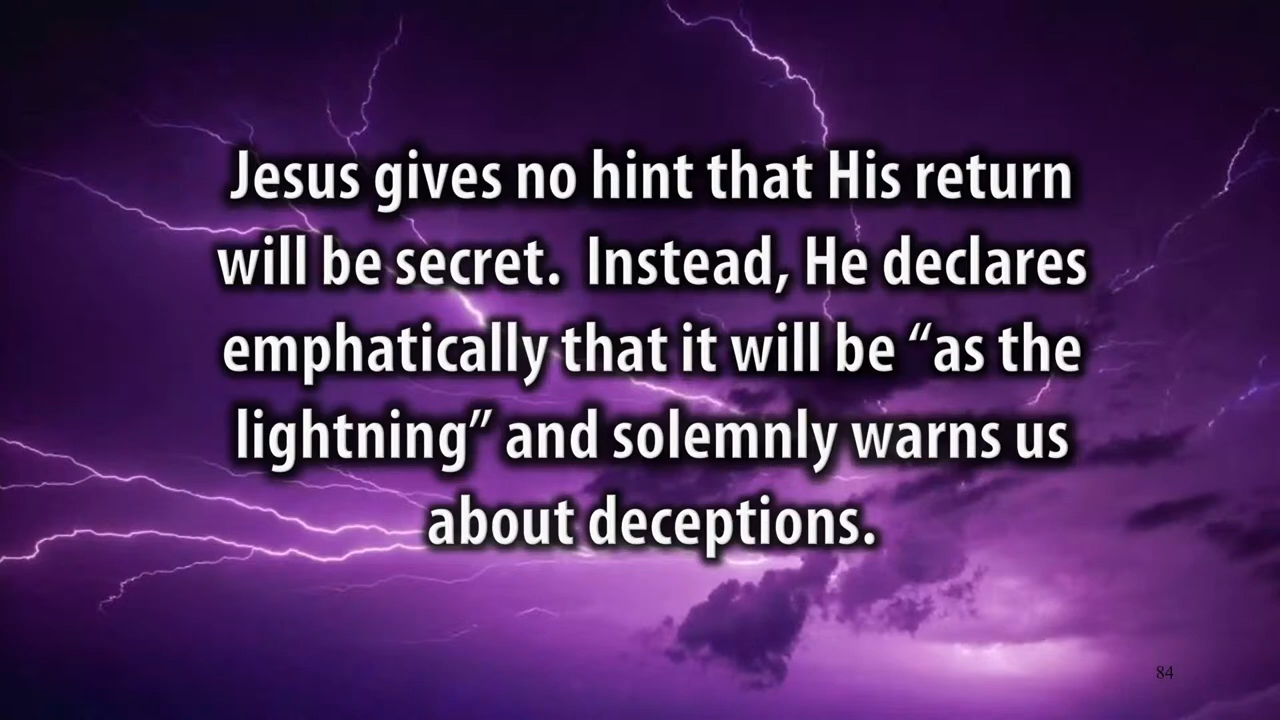 Jesus gives no hint that His return
will be secret.  Instead, He declares
emphatically that it will be “as the
lightning” and solemnly warns us
about deceptions.
84